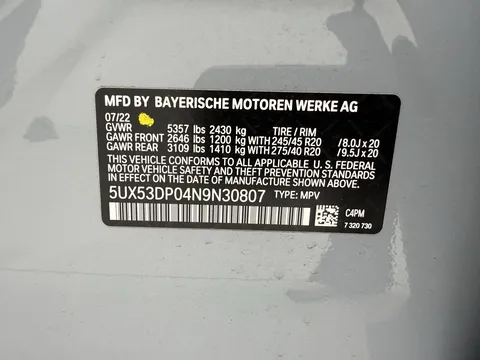 MFD BY BAYERISCHE MOTOREN WERKE AG
07/22
GVWR 5357 lbs 2430 kg TIRE / RIM
GAWR FRONT 2646 lbs 1200 kg WITH 245/45 R20 /8.0J x 20
GAWR REAR 3109 lbs 1410 kg WITH 275/40 R20 /9.5J x 20
THIS VEHICLE CONFORMS TO ALL APPLICABLE U.S. FEDERAL
MOTOR VEHICLE SAFETY AND THEFT PREVENTION STANDARDS
IN EFFECT ON THE DATE OF MANUFACTURE SHOWN ABOVE.
5UX53DP04N9N30807 TYPE: MPV
C4PM
7 320 730